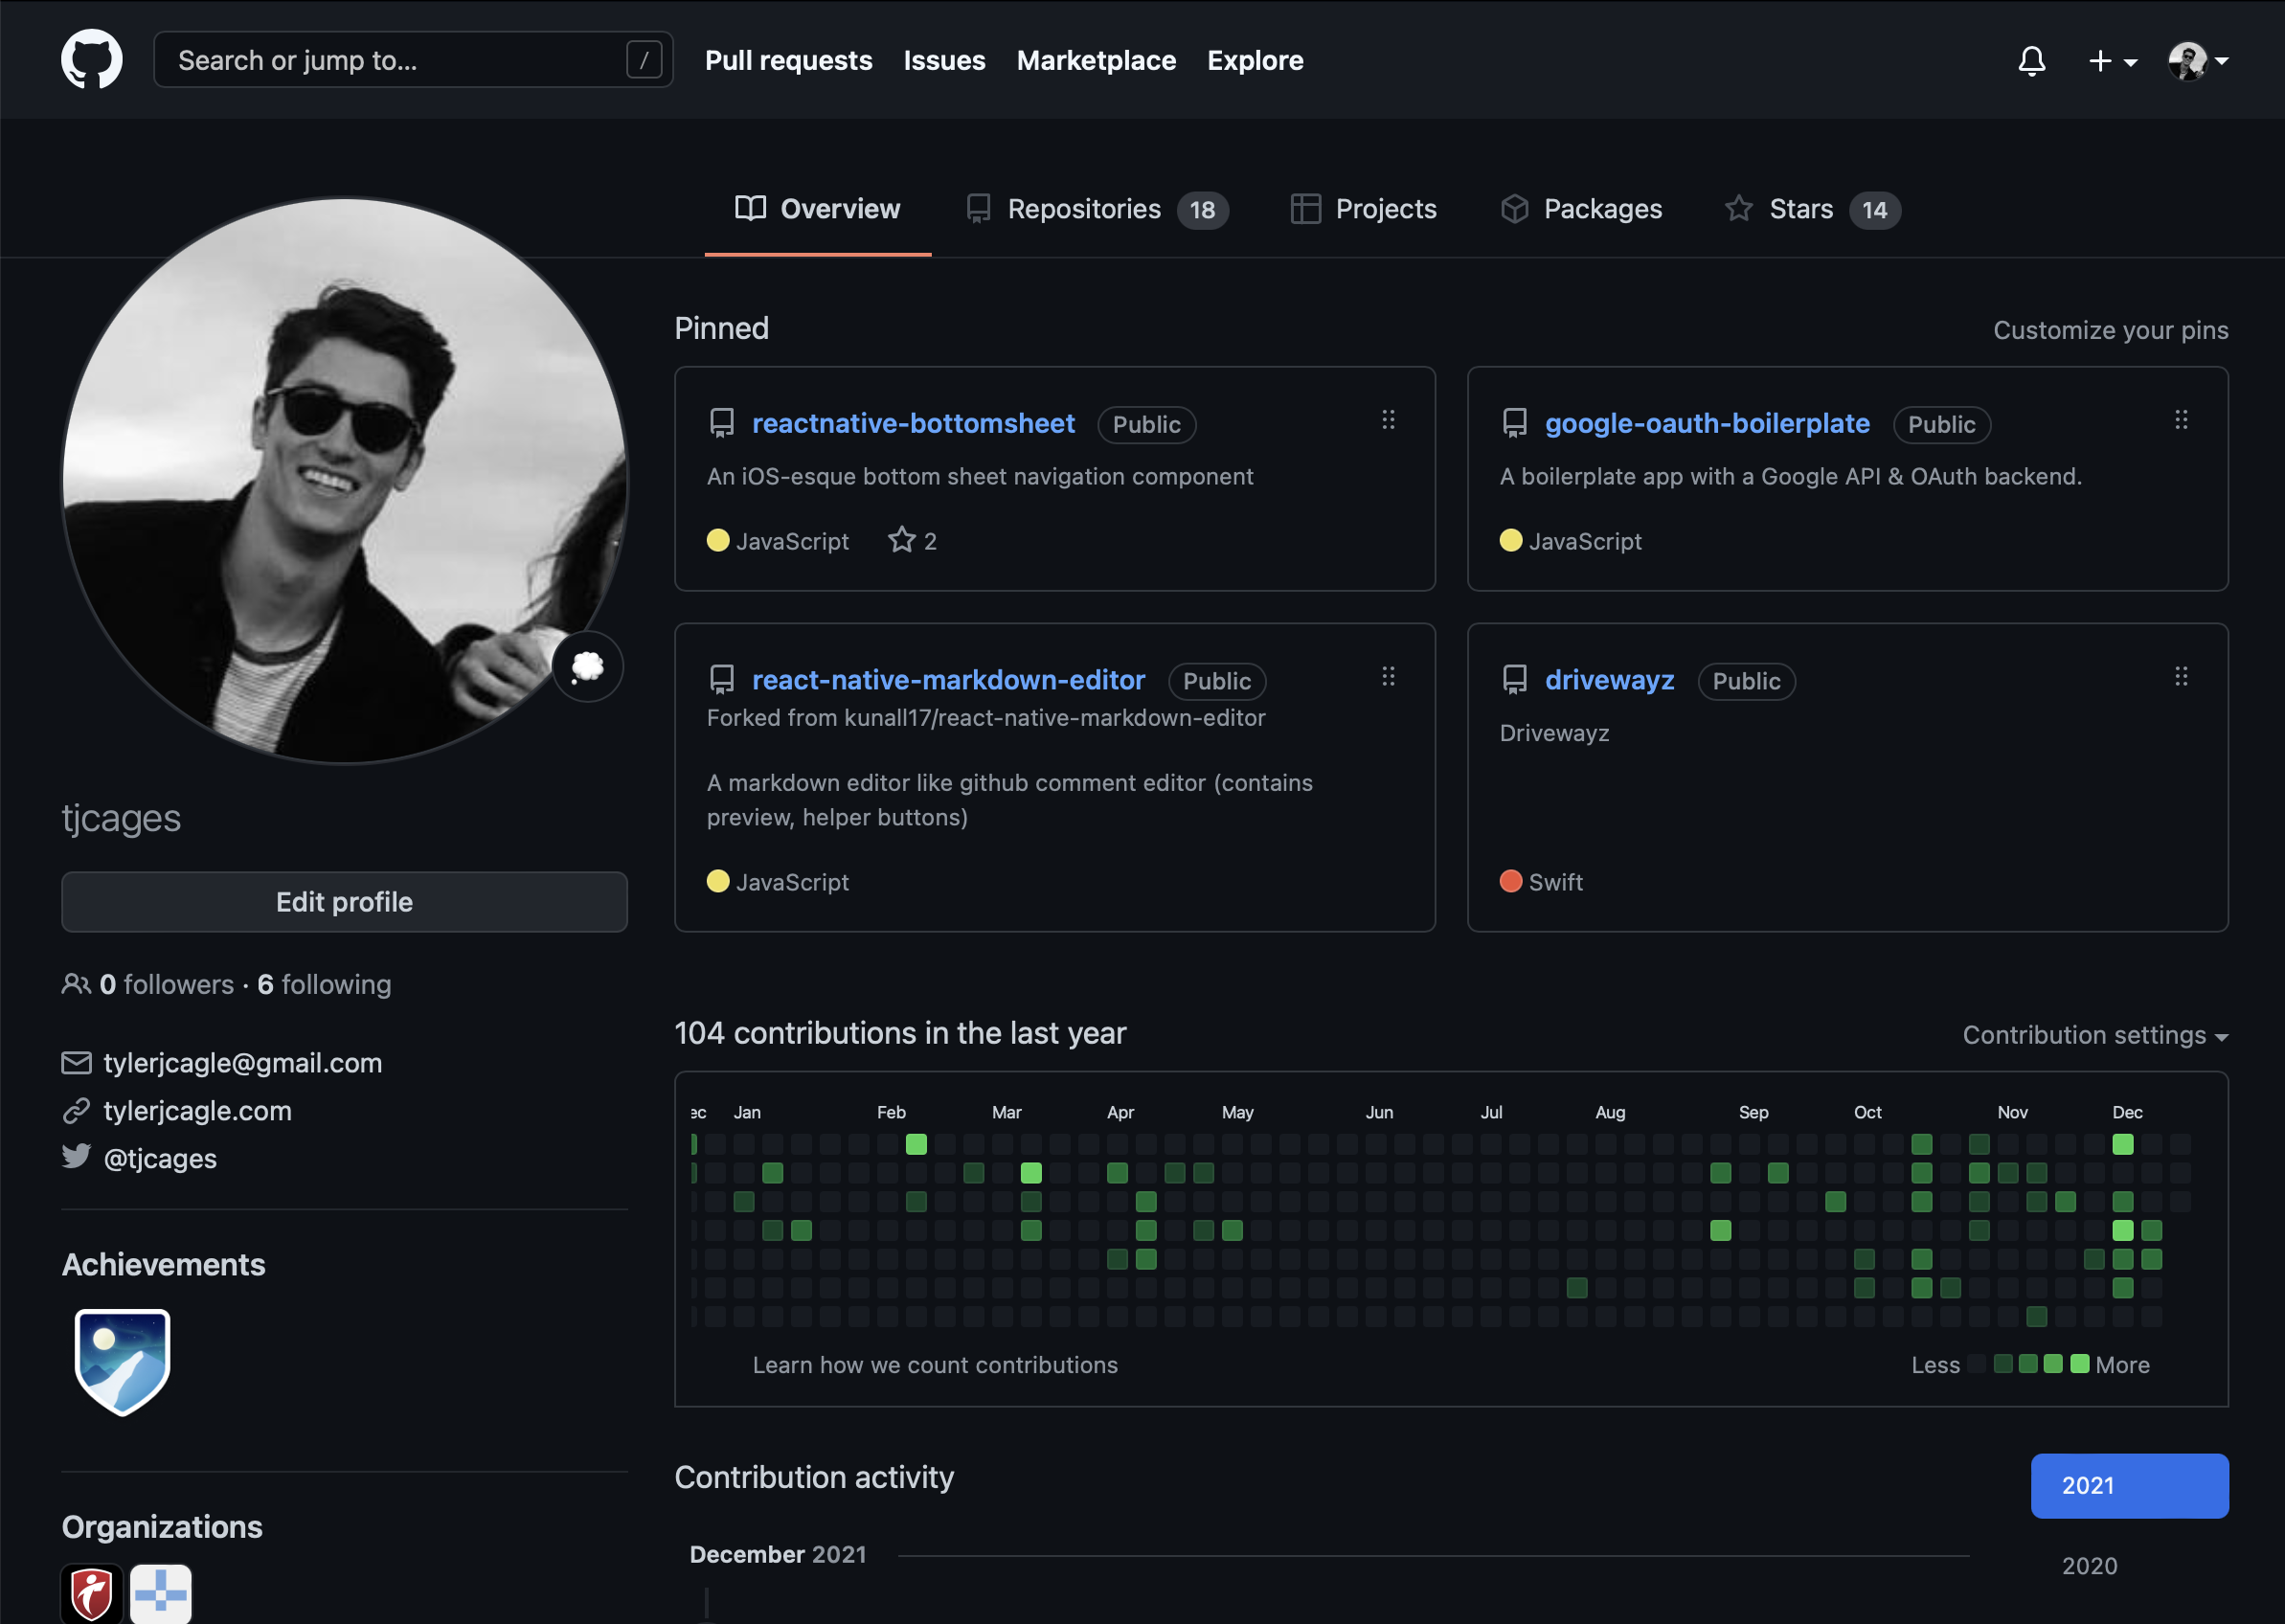 Search or jump to...
/
Pull requests
Issues
Marketplace
Explore
Overview
Repositories 18
Projects
Packages
Stars 14
tjcages
Edit profile
0 followers · 6 following
tylerjcagle@gmail.com
tylerjcagle.com
@tjcages
Achievements
Organizations
Pinned
Customize your pins
reactnative-bottomsheet Public
An iOS-esque bottom sheet navigation component
JavaScript 2
google-oauth-boilerplate Public
A boilerplate app with a Google API & OAuth backend.
JavaScript
react-native-markdown-editor Public
Forked from kunall17/react-native-markdown-editor
A markdown editor like github comment editor (contains
preview, helper buttons)
JavaScript
drivewayz Public
Drivewayz
Swift
104 contributions in the last year
Contribution settings
ec Jan Feb Mar Apr May Jun Jul Aug Sep Oct Nov Dec
Learn how we count contributions
Less More
Contribution activity
2021
December 2021
2020